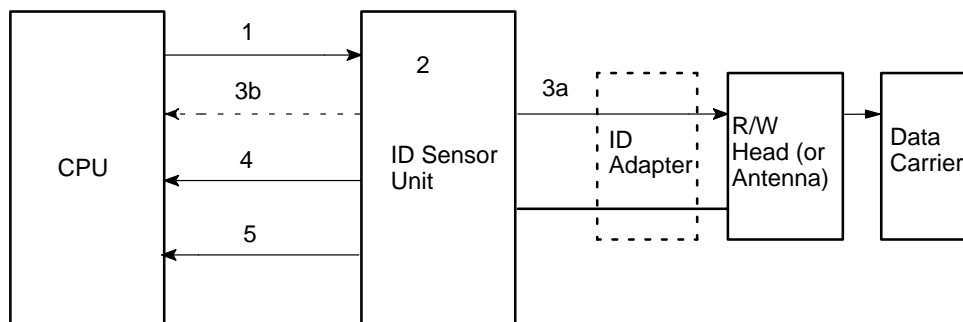 1
2
3b
3a
CPU
4
ID Sensor
Unit
ID
Adapter
R/W
Head (or
Antenna)
Data
Carrier
5